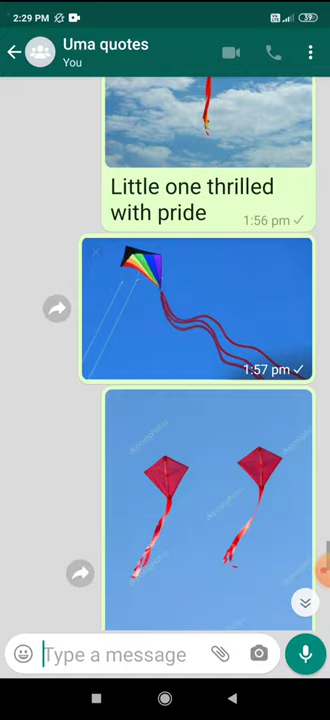 2:29 PM
39
Uma quotes
You
Little one thrilled
with pride
1:56 pm
1:57 pm
Type a message